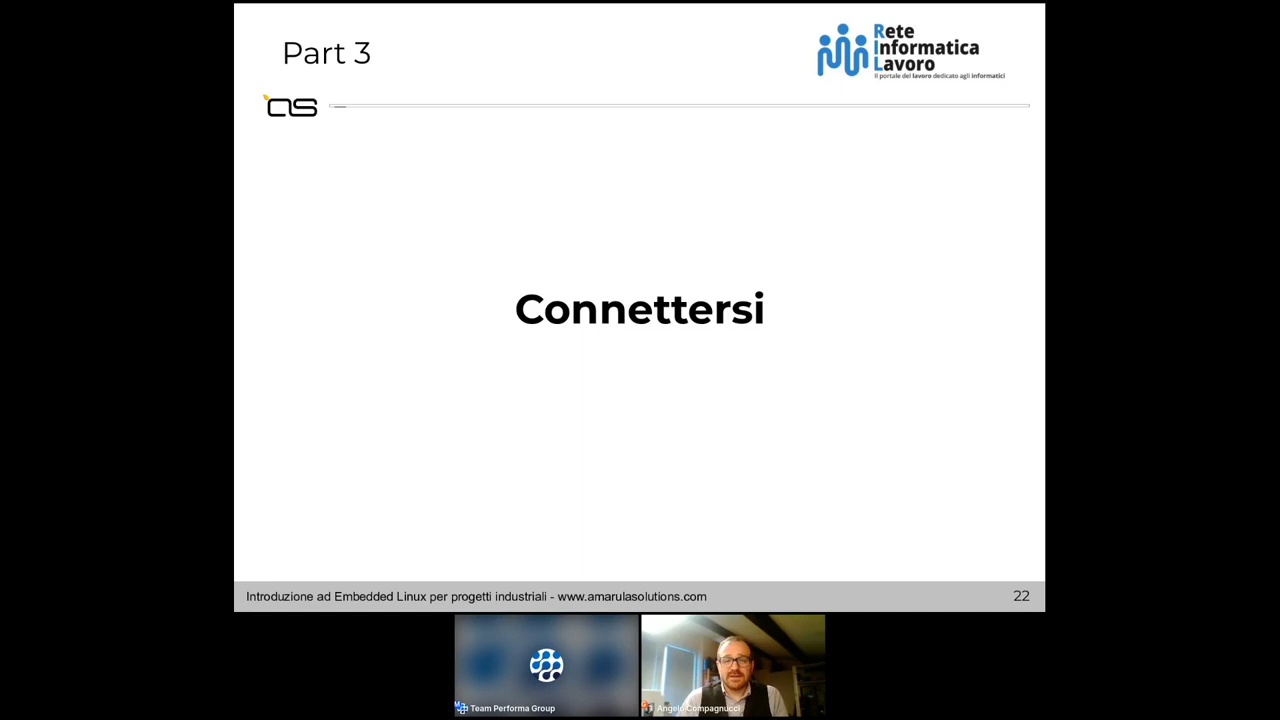 Part 3
Rete
Informatica
Lavoro
Il portale del lavoro dedicato agli informatici
as
Connettersi
Introduzione ad Embedded Linux per progetti industriali - www.amarulasolutions.com
22
Team Performa Group
Angelo Compagnucci